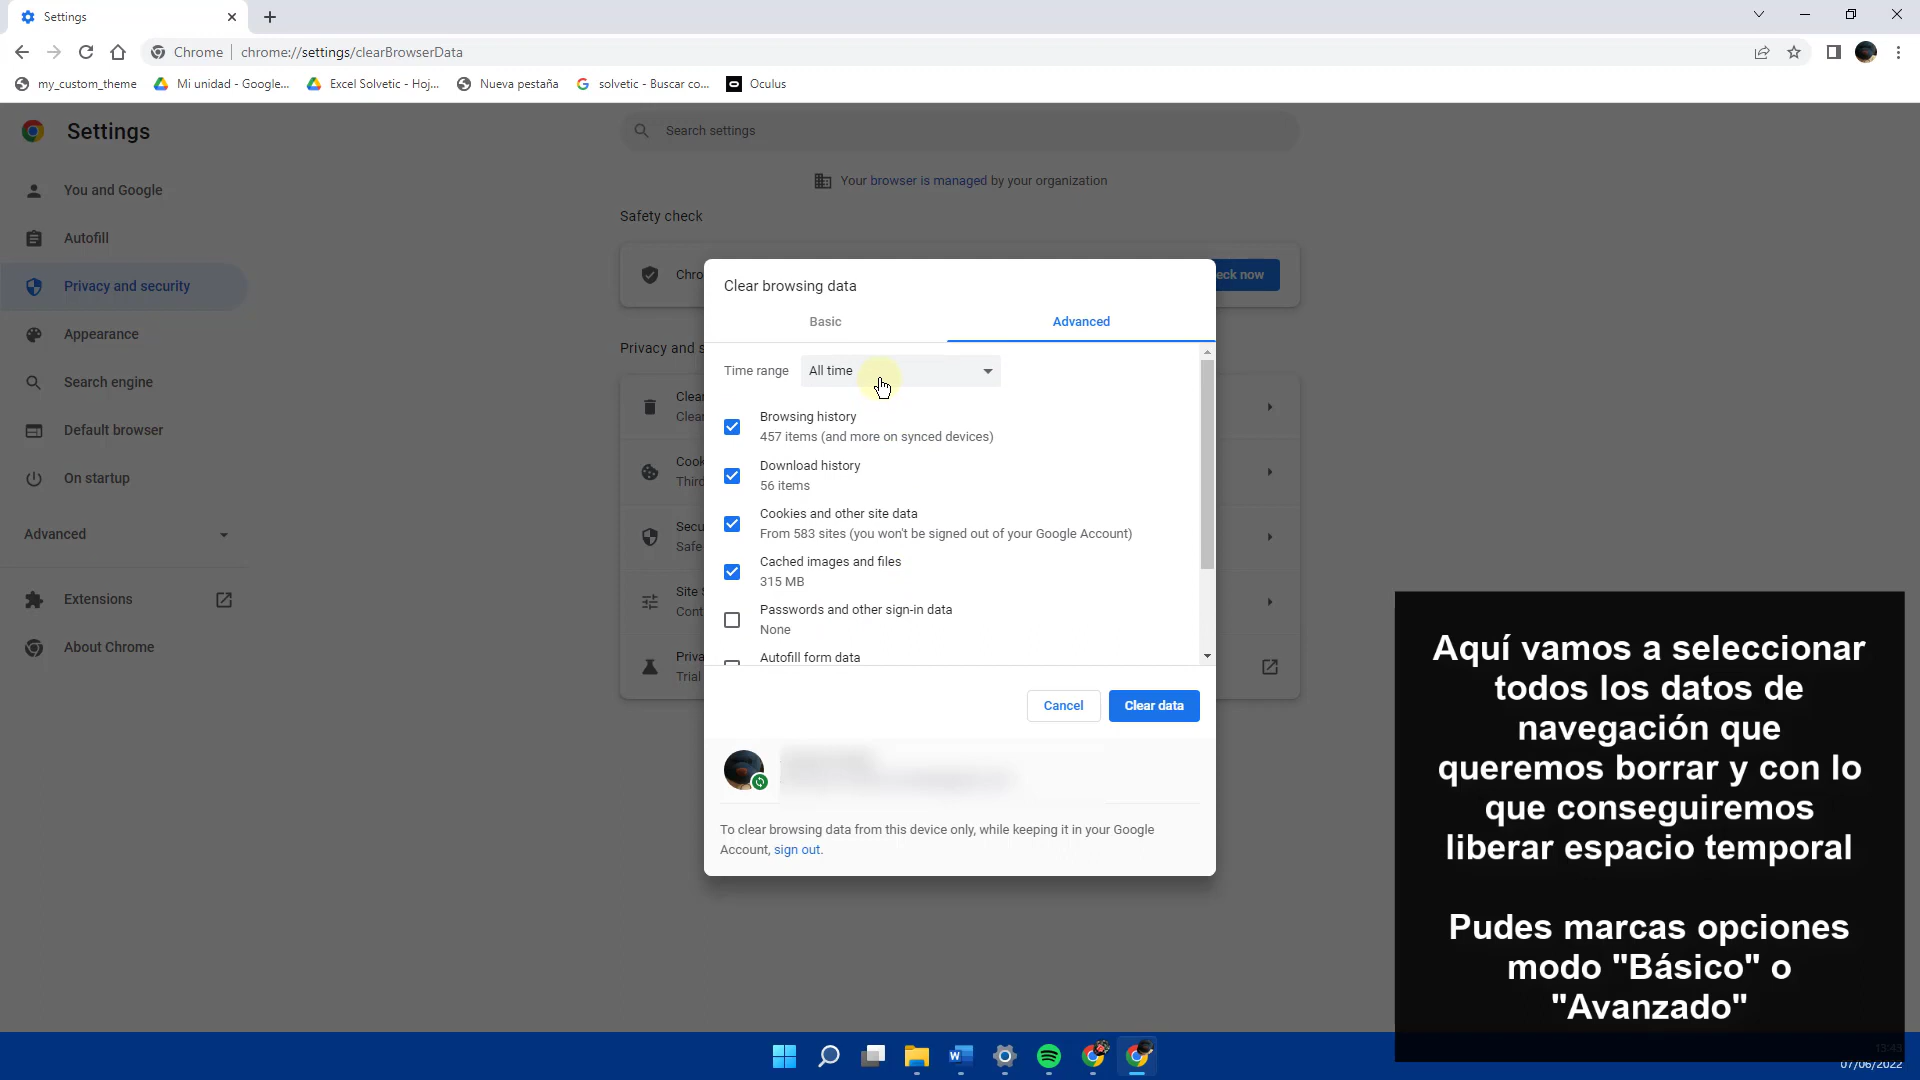 Settings
Chrome
chrome://settings/clearBrowserData
my_custom_theme
Mi unidad - Google...
Excel Solvetic - Hoj...
Nueva pestaña
solvetic - Buscar co...
Oculus
Settings
Search settings
Your browser is managed by your organization
You and Google
Autofill
Privacy and security
Appearance
Search engine
Default browser
On startup
Advanced
Extensions
About Chrome
Safety check
Chro
eck now
Privacy and s
Clear
Clear
Cook
Third
Secu
Safe
Site S
Cont
Priva
Trial
Clear browsing data
Basic
Advanced
Time range
All time
Browsing history
457 items (and more on synced devices)
Download history
56 items
Cookies and other site data
From 583 sites (you won't be signed out of your Google Account)
Cached images and files
315 MB
Passwords and other sign-in data
None
Autofill form data
Cancel
Clear data
To clear browsing data from this device only, while keeping it in your Google
Account, sign out.
Aquí vamos a seleccionar
todos los datos de
navegación que
queremos borrar y con lo
que conseguiremos
liberar espacio temporal
Pudes marcas opciones
modo "Básico" o
"Avanzado"
13:43
07/06/2022